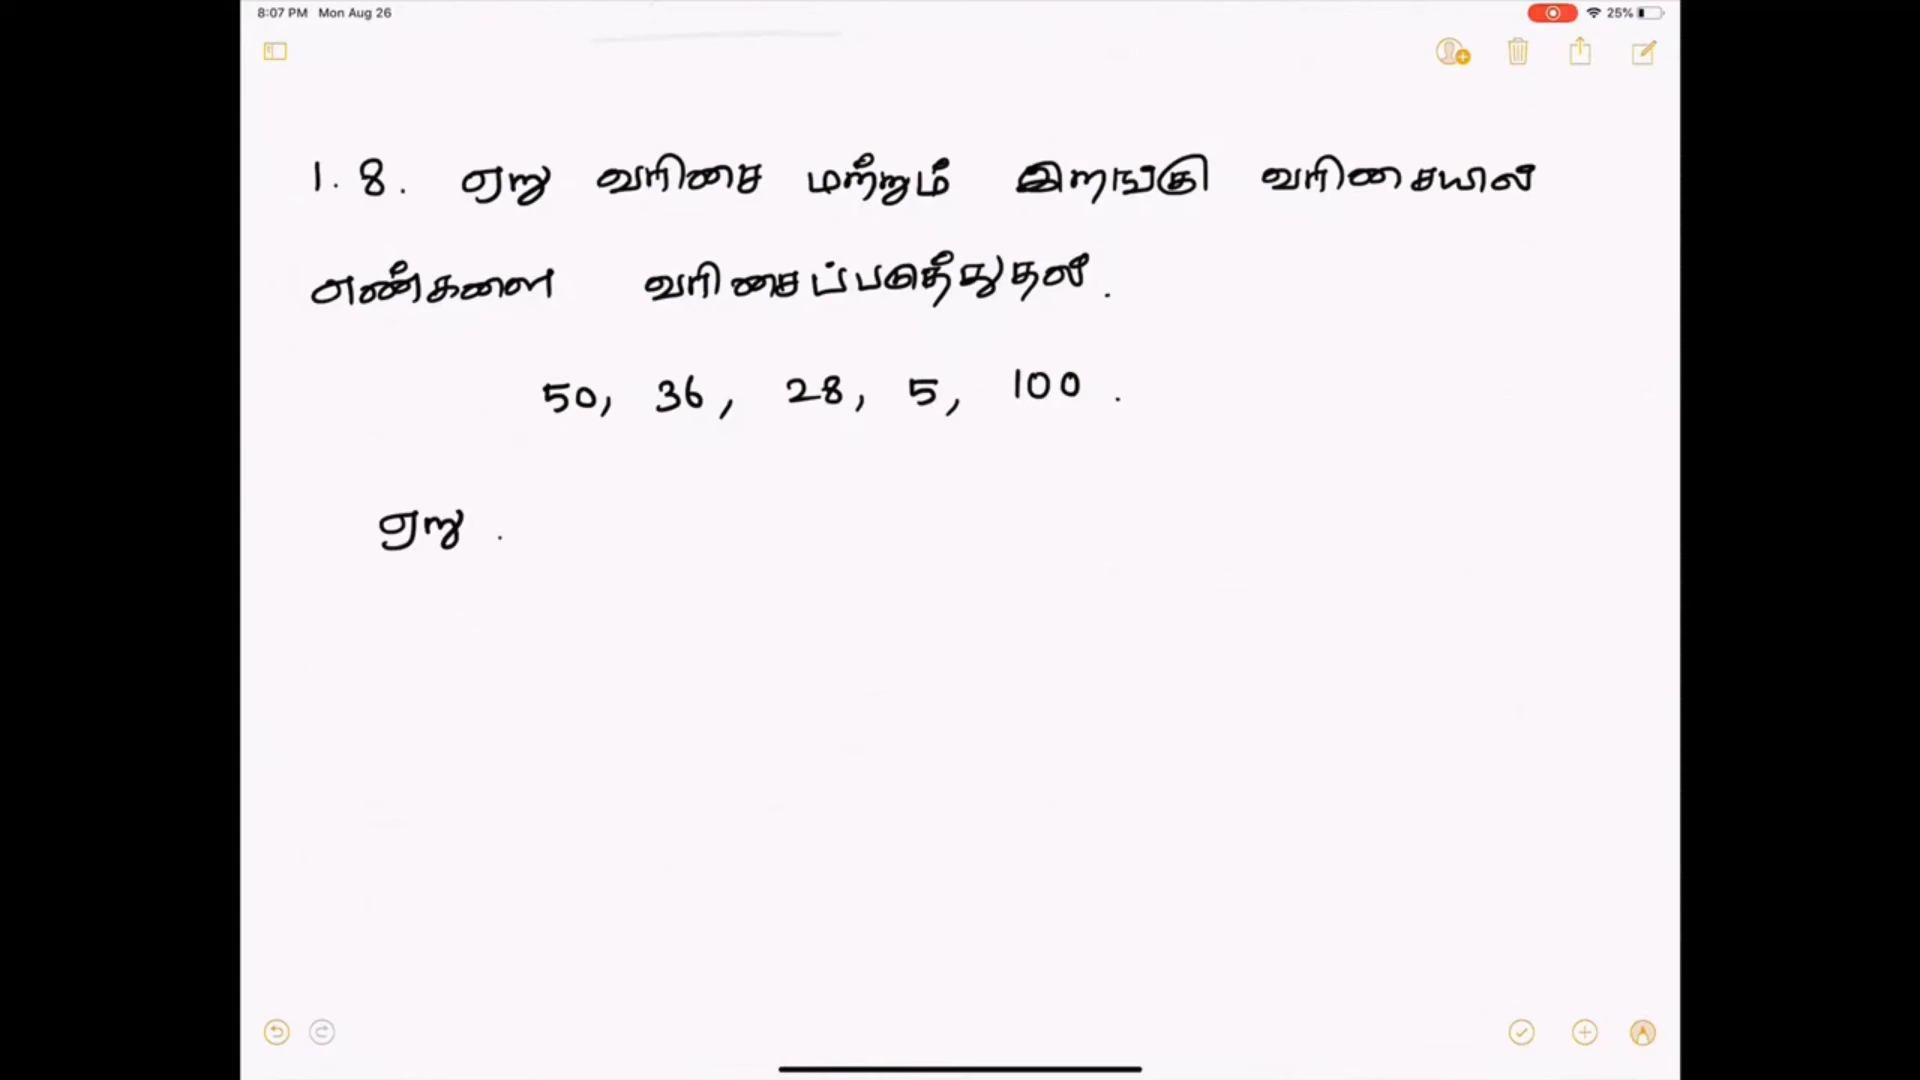 8:07 PM Mon Aug 26
25%
1.8. ஏறு வரிசை மற்றும் இறங்கு வரிசையில்
எண்களை வரிசைப்படுத்துதல்.
50, 36, 28, 5, 100.
ஏறு.